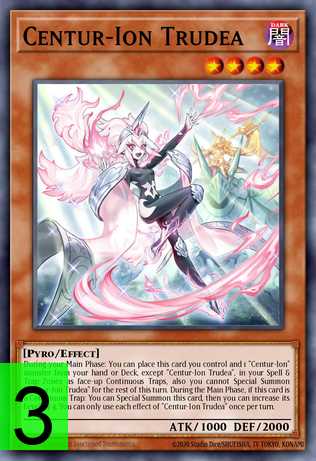 Centur-Ion Trudea
DARK
闇
[Pyro/Effect]
During your Main Phase: You can place this card you control and 1 "Centur-Ion"
monster from your hand or Deck, except "Centur-Ion Trudea", in your Spell &
Trap Zones as face-up Continuous Traps, also you cannot Special Summon
"Centur-Ion Trudea" for the rest of this turn. During the Main Phase, if this card is
a Continuous Trap: You can Special Summon this card, then you can increase its
You can only use each effect of "Centur-Ion Trudea" once per turn.
ATK/1000 DEF/2000
3
©2020 Studio Dice/SHUEISHA, TV TOKYO, KONAMI